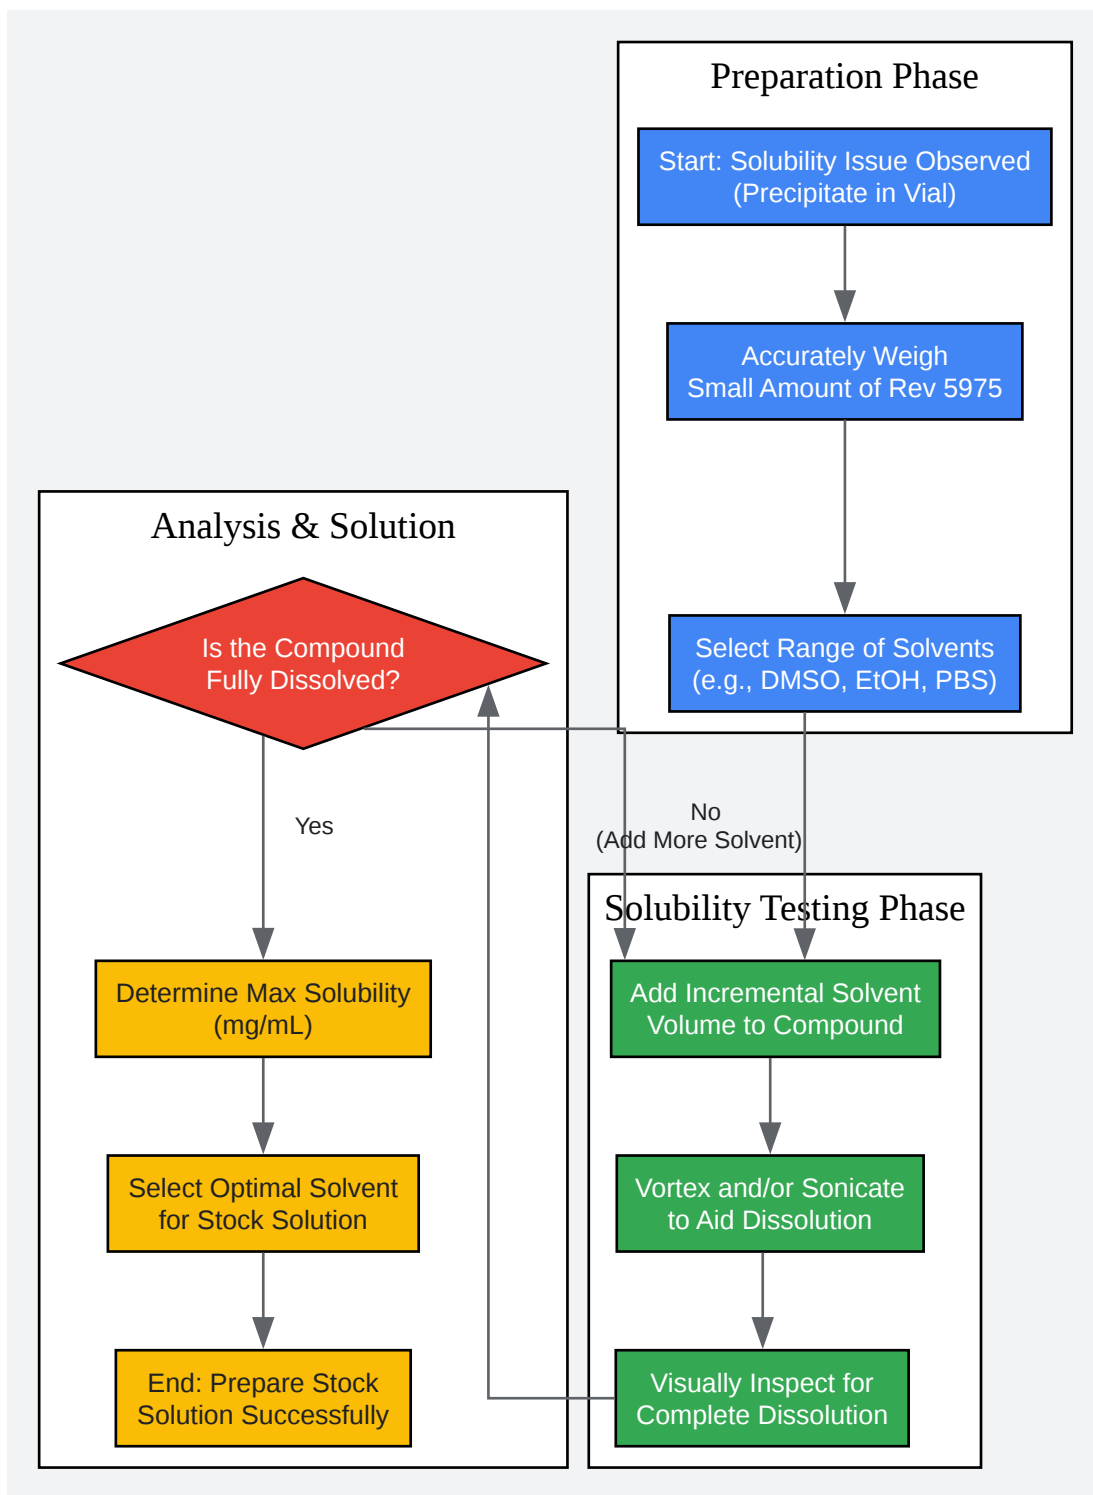 Preparation Phase
Start: Solubility Issue Observed
(Precipitate in Vial)
Accurately Weigh
Small Amount of Rev 5975
Select Range of Solvents
(e.g., DMSO, EtOH, PBS)
Analysis & Solution
Is the Compound
Fully Dissolved?
Yes
No
(Add More Solvent)
Solubility Testing Phase
Add Incremental Solvent
Volume to Compound
Vortex and/or Sonicate
to Aid Dissolution
Visually Inspect for
Complete Dissolution
Determine Max Solubility
(mg/mL)
Select Optimal Solvent
for Stock Solution
End: Prepare Stock
Solution Successfully